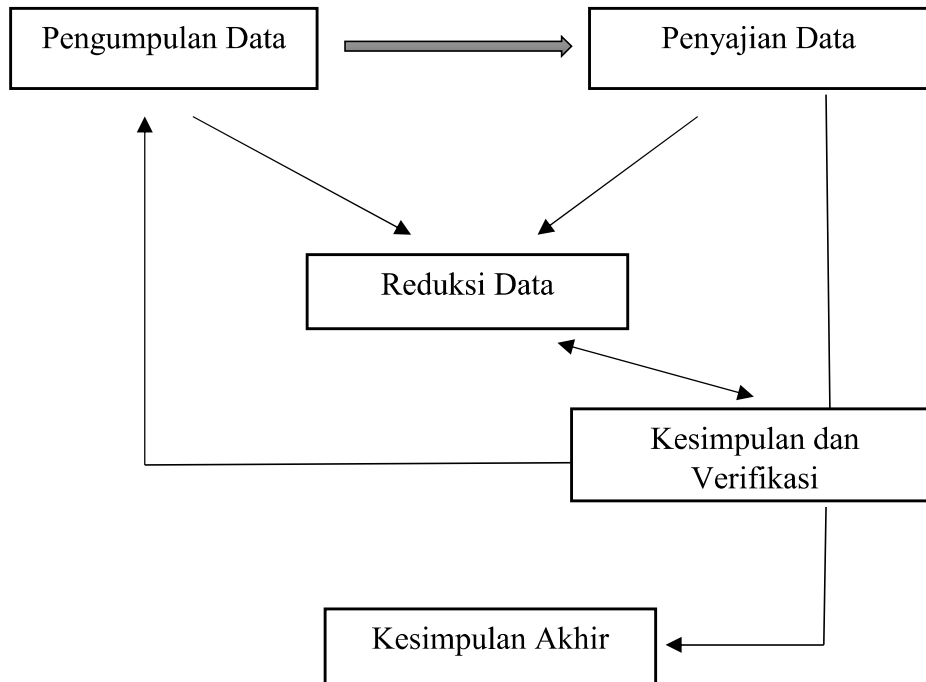 Pengumpulan Data
Penyajian Data
Reduksi Data
Kesimpulan dan
Verifikasi
Kesimpulan Akhir